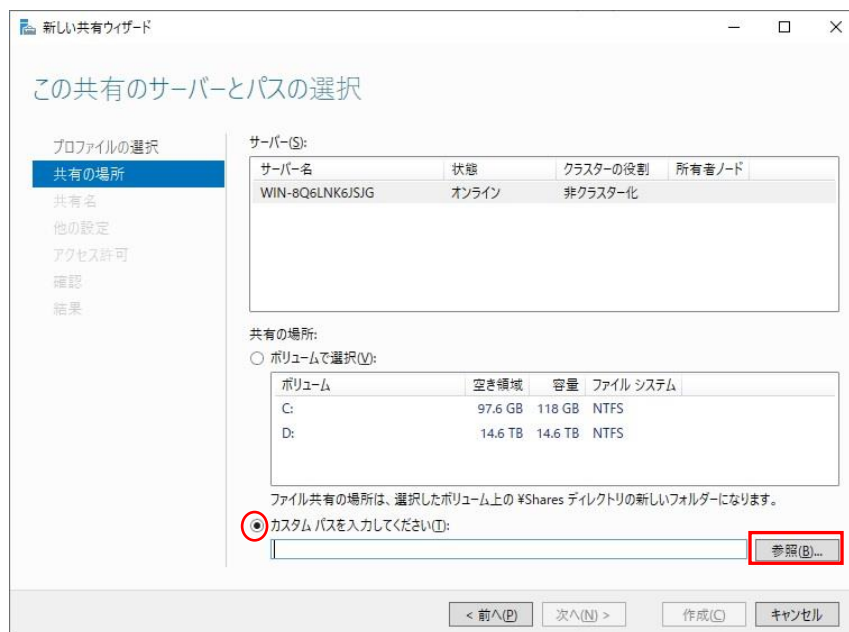 新しい共有ウィザード
この共有のサーバーとパスの選択
プロファイルの選択
共有の場所
共有名
他の設定
アクセス許可
確認
結果
サーバー(S):
サーバー名 状態 クラスターの役割 所有者ノード
WIN-8Q6LNK6JSJG オンライン 非クラスター化
共有の場所:
ボリュームで選択(V):
ボリューム 空き領域 容量 ファイル システム
C: 97.6 GB 118 GB NTFS
D: 14.6 TB 14.6 TB NTFS
ファイル共有の場所は、選択したボリューム上の ¥Shares ディレクトリの新しいフォルダーになります。
カスタム パスを入力してください(T):
参照(B)...
< 前へ(P) 次へ(N) > 作成(C) キャンセル